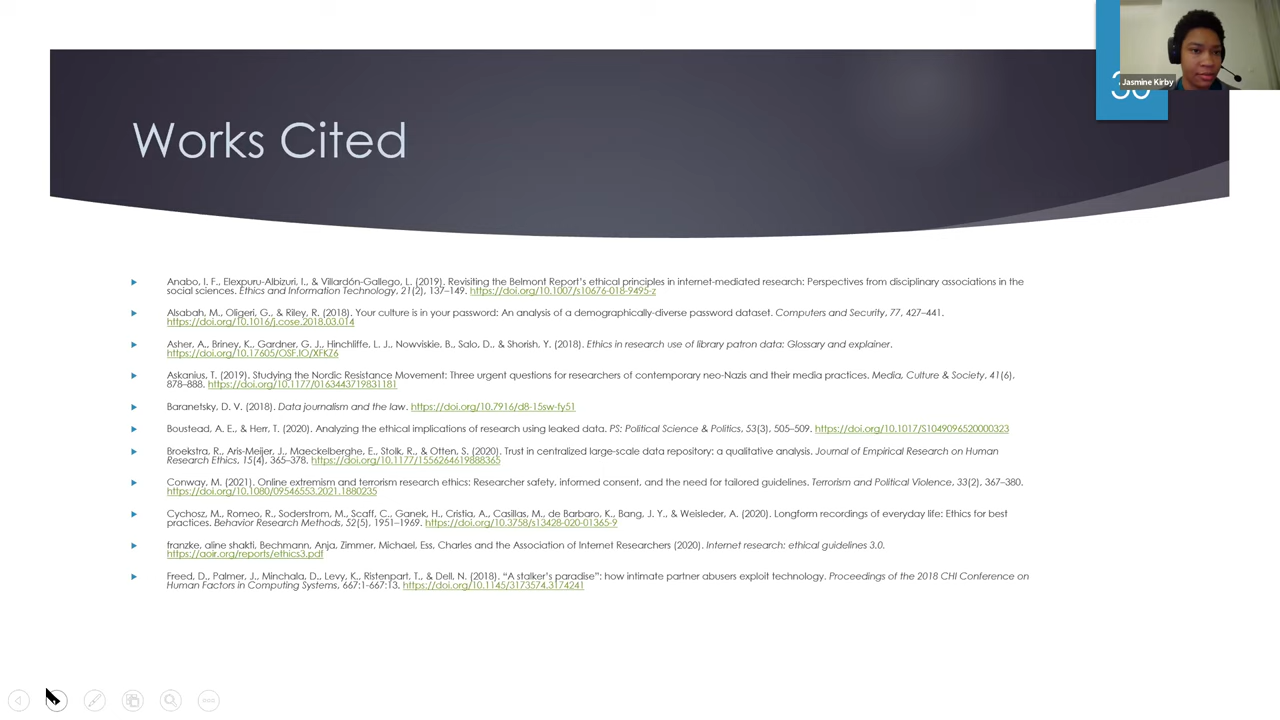 Jasmine Kirby
Works Cited
Anabo, I. F., Elexpuru-Albizuri, I., & Villardón-Gallego, L. (2019). Revisiting the Belmont Report's ethical principles in internet-mediated research: Perspectives from disciplinary associations in the
social sciences. Ethics and Information Technology, 21(2), 137–149. https://doi.org/10.1007/s10676-018-9495-z
Alsabah, M., Oligeri, G., & Riley, R. (2018). Your culture is in your password: An analysis of a demographically-diverse password dataset. Computers and Security, 77, 427–441.
https://doi.org/10.1016/j.cose.2018.03.014
Asher, A., Briney, K., Gardner, G. J., Hinchliffe, L. J., Nowviskie, B., Salo, D., & Shorish, Y. (2018). Ethics in research use of library patron data: Glossary and explainer.
https://doi.org/10.17605/OSF.IO/XFKZ6
Askanius, T. (2019). Studying the Nordic Resistance Movement: Three urgent questions for researchers of contemporary neo-Nazis and their media practices. Media, Culture & Society, 41(6),
878–888. https://doi.org/10.1177/0163443719831181
Baranetsky, D. V. (2018). Data journalism and the law. https://doi.org/10.7916/d8-15sw-fy51
Boustead, A. E., & Herr, T. (2020). Analyzing the ethical implications of research using leaked data. PS: Political Science & Politics, 53(3), 505–509. https://doi.org/10.1017/S1049096520000323
Broekstra, R., Aris-Meijer, J., Maeckelberghe, E., Stolk, R., & Otten, S. (2020). Trust in centralized large-scale data repository: a qualitative analysis. Journal of Empirical Research on Human
Research Ethics, 15(4), 365–378. https://doi.org/10.1177/1556264619888365
Conway, M. (2021). Online extremism and terrorism research ethics: Researcher safety, informed consent, and the need for tailored guidelines. Terrorism and Political Violence, 33(2), 367–380.
https://doi.org/10.1080/09546553.2021.1880235
Cychosz, M., Romeo, R., Soderstrom, M., Scaff, C., Ganek, H., Cristia, A., Casillas, M., de Barbaro, K., Bang, J. Y., & Weisleder, A. (2020). Longform recordings of everyday life: Ethics for best
practices. Behavior Research Methods, 52(5), 1951–1969. https://doi.org/10.3758/s13428-020-01365-9
franzke, aline shakti, Bechmann, Anja, Zimmer, Michael, Ess, Charles and the Association of Internet Researchers (2020). Internet research: ethical guidelines 3.0.
https://aoir.org/reports/ethics3.pdf
Freed, D., Palmer, J., Minchala, D., Levy, K., Ristenpart, T., & Dell, N. (2018). “A stalker's paradise”: how intimate partner abusers exploit technology. Proceedings of the 2018 CHI Conference on
Human Factors in Computing Systems, 667:1-667:13. https://doi.org/10.1145/3173574.3174241